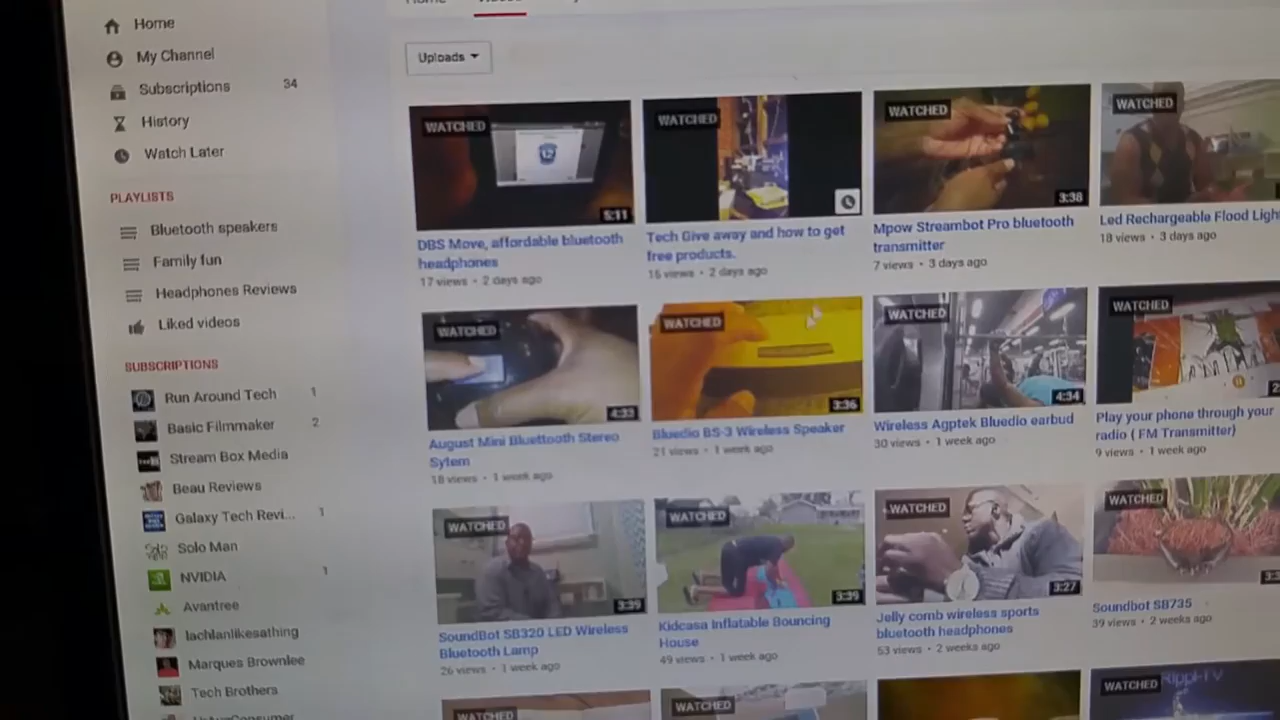 Home
My Channel
Subscriptions 34
History
Watch Later
PLAYLISTS
Bluetooth speakers
Family fun
Headphones Reviews
Liked videos
SUBSCRIPTIONS
Run Around Tech 1
Basic Filmmaker 2
Stream Box Media
Beau Reviews
Galaxy Tech Revi... 1
Solo Man
NVIDIA 1
Avantree
lachlanlikesathing
Marques Brownlee
Tech Brothers
Uploads
WATCHED
5:11
DBS Move, affordable bluetooth
headphones
17 views • 2 days ago
WATCHED
Tech Give away and how to get
free products.
15 views • 2 days ago
WATCHED
3:38
Mpow Streambot Pro bluetooth
transmitter
7 views • 3 days ago
WATCHED
Led Rechargeable Flood Ligh
18 views • 3 days ago
WATCHED
4:33
August Mini Bluettooth Stereo
Sytem
18 views • 1 week ago
WATCHED
3:36
Bluedio BS-3 Wireless Speaker
21 views • 1 week ago
WATCHED
4:34
Wireless Agptek Bluedio earbud
30 views • 1 week ago
WATCHED
Play your phone through your
radio ( FM Transmitter)
9 views • 1 week ago
WATCHED
3:39
SoundBot SB320 LED Wireless
Bluetooth Lamp
26 views • 1 week ago
WATCHED
3:39
Kidcasa Inflatable Bouncing
House
49 views • 1 week ago
WATCHED
3:27
Jelly comb wireless sports
bluetooth headphones
53 views • 2 weeks ago
WATCHED
Soundbot SB735
39 views • 2 weeks ago
WATCHED
WATCHED
WATCHED
Rippl-TV